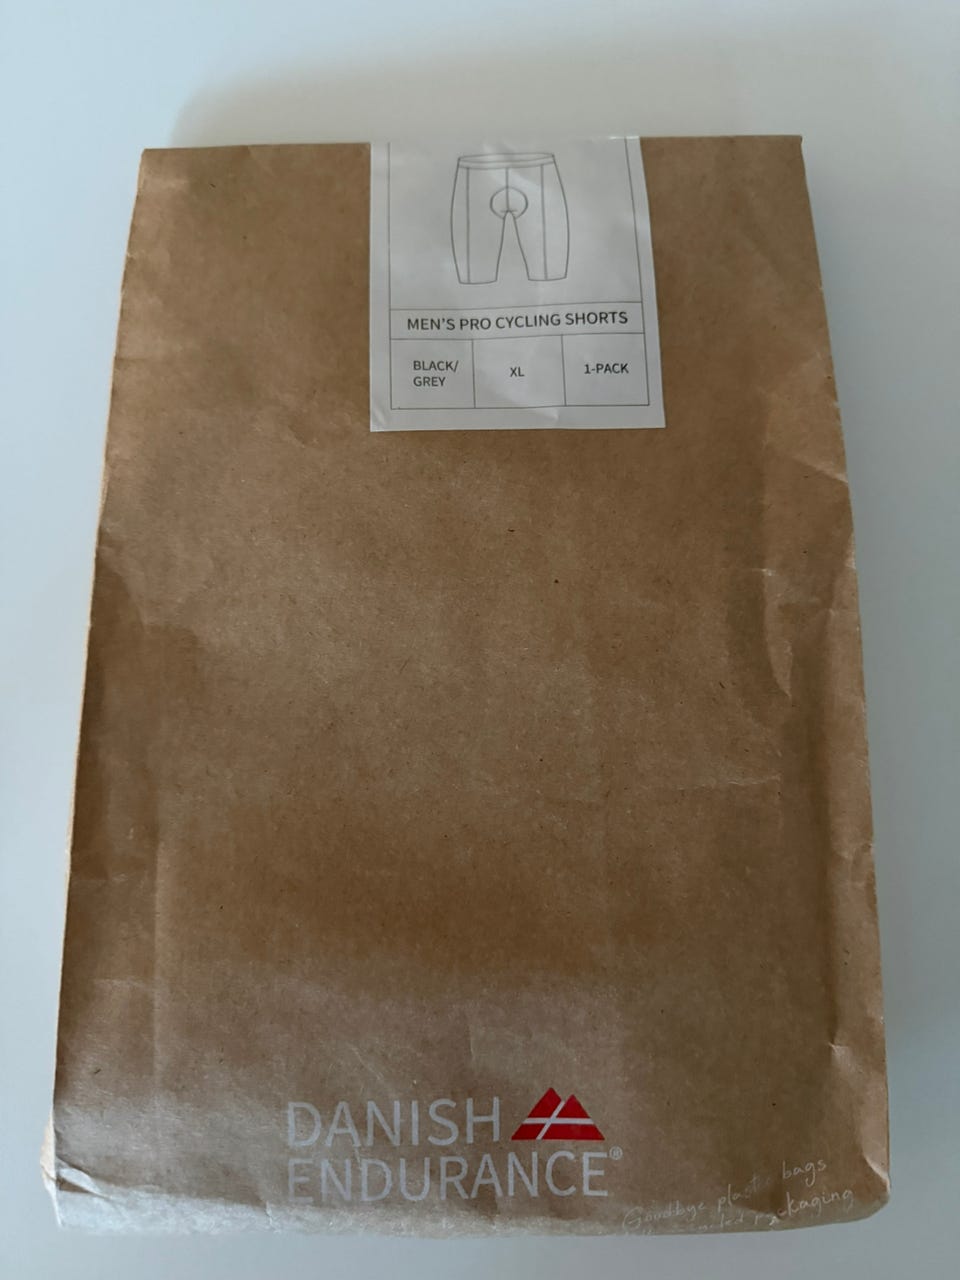 MEN'S PRO CYCLING SHORTS
BLACK/
GREY
XL
1-PACK
DANISH
ENDURANCE®
Goodbye plastic bags
packaging